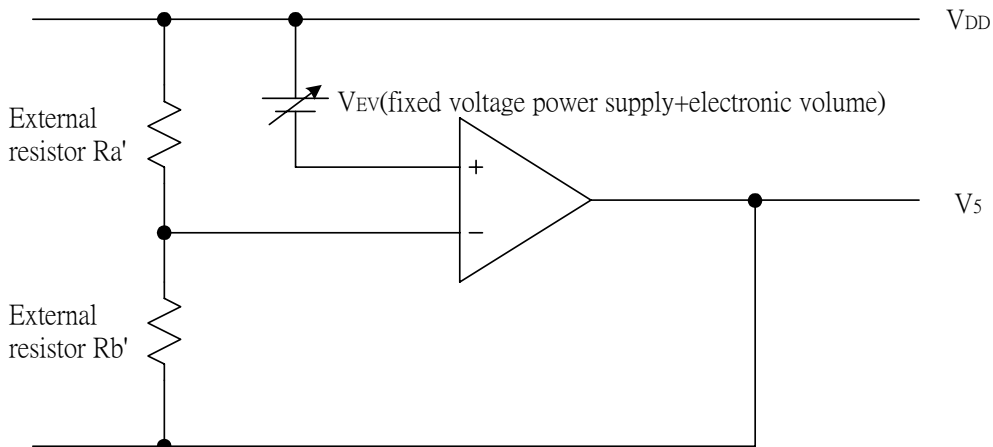 VDD
VEV(fixed voltage power supply+electronic volume)
External
resistor Ra'
+
−
V5
External
resistor Rb'